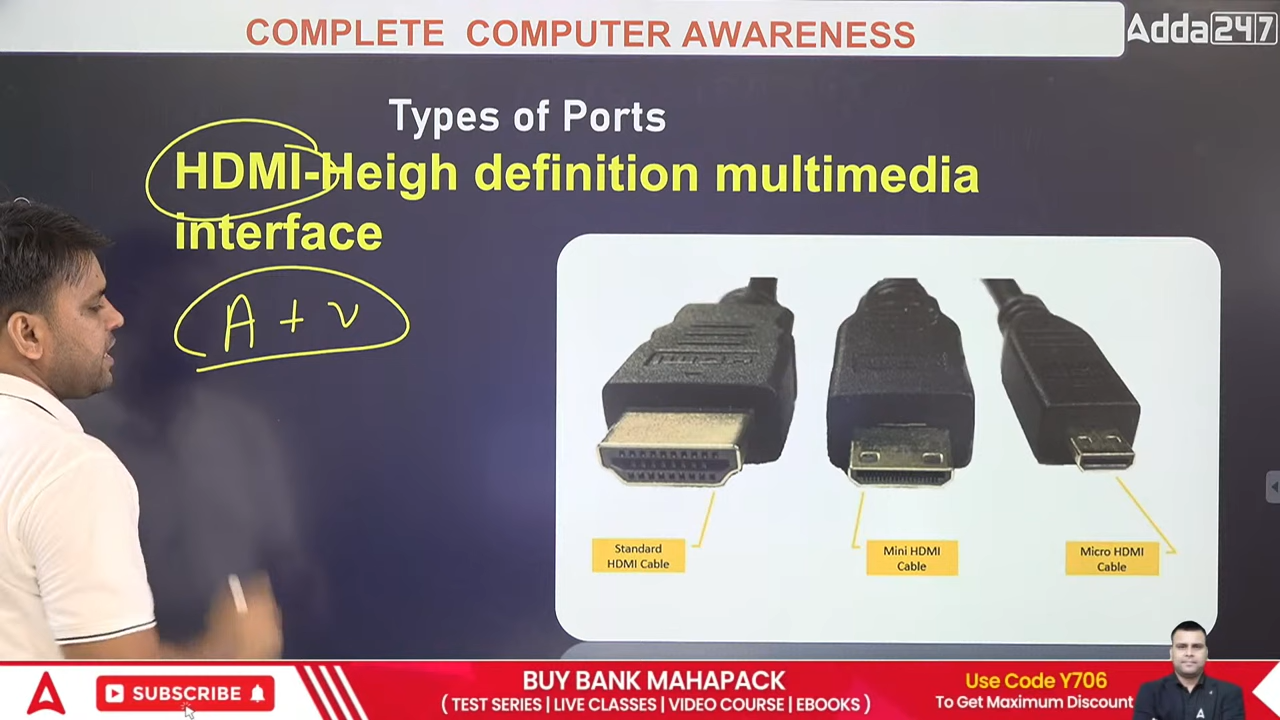 COMPLETE COMPUTER AWARENESS
Adda247
Types of Ports
HDMI-Heigh definition multimedia
interface
A + V
Standard
HDMI Cable
Mini HDMI
Cable
Micro HDMI
Cable
SUBSCRIBE
BUY BANK MAHAPACK
( TEST SERIES | LIVE CLASSES | VIDEO COURSE | EBOOKS )
Use Code Y706
To Get Maximum Discount